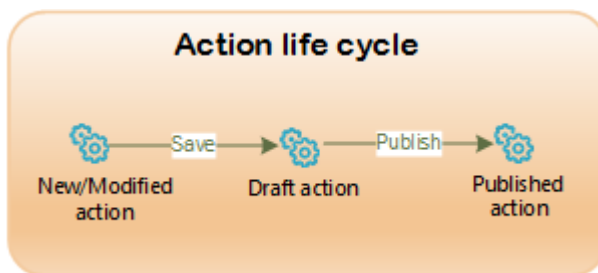 Action life cycle
Save
Publish
New/Modified
action
Draft action
Published
action